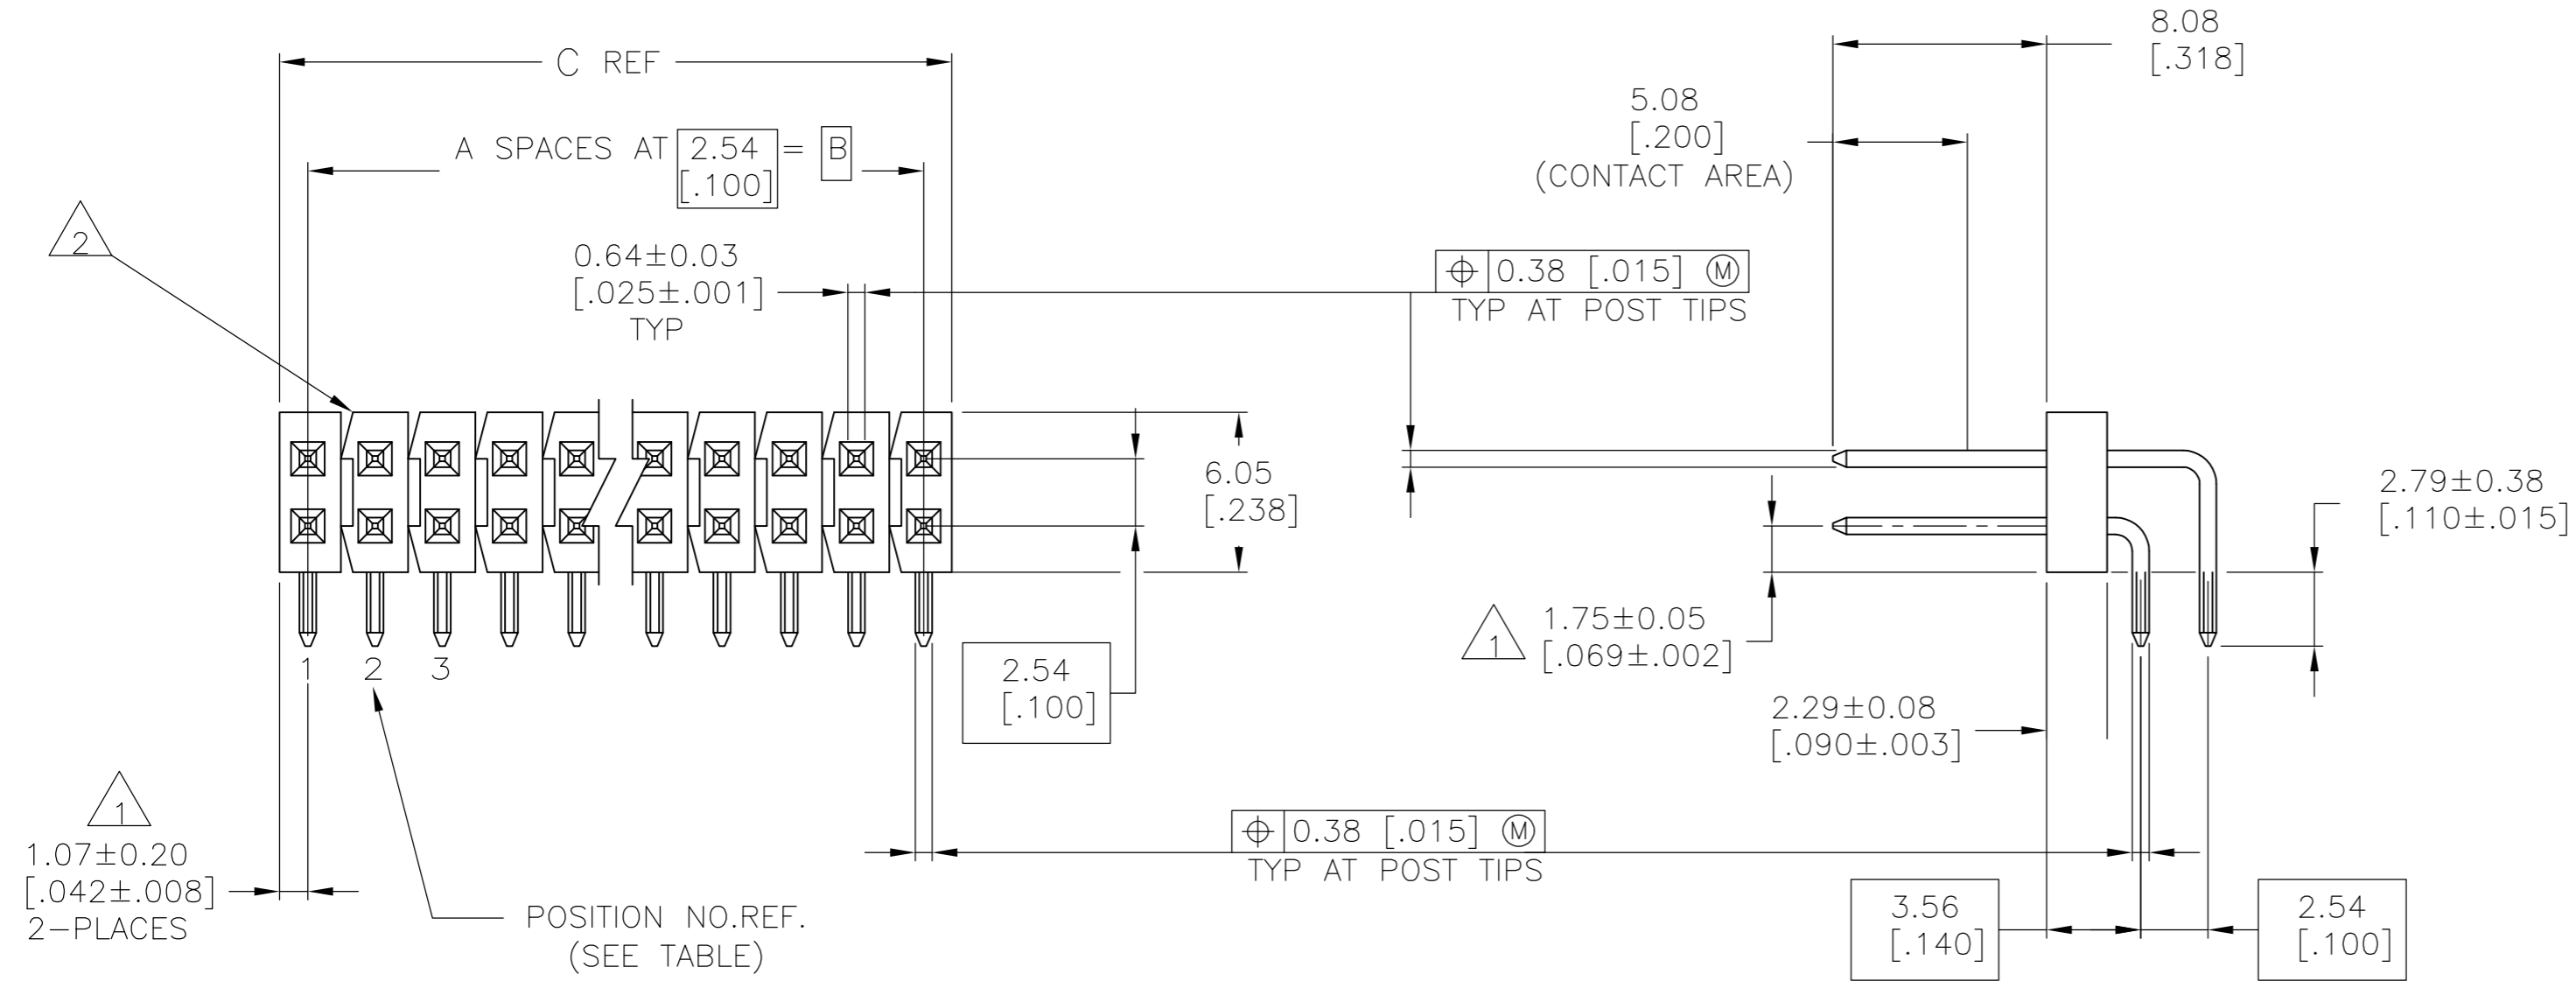 C REF
A SPACES AT 2.54 = B
[.100]
2
0.64±0.03
[.025±.001]
TYP
8.08
[.318]
5.08
[.200]
(CONTACT AREA)
⌖ 0.38 [.015] Ⓜ
TYP AT POST TIPS
6.05
[.238]
2.79±0.38
[.110±.015]
1 2 3
2.54
[.100]
1
1.75±0.05
[.069±.002]
2.29±0.08
[.090±.003]
1
1.07±0.20
[.042±.008]
2-PLACES
POSITION NO.REF.
(SEE TABLE)
⌖ 0.38 [.015] Ⓜ
TYP AT POST TIPS
3.56
[.140]
2.54
[.100]